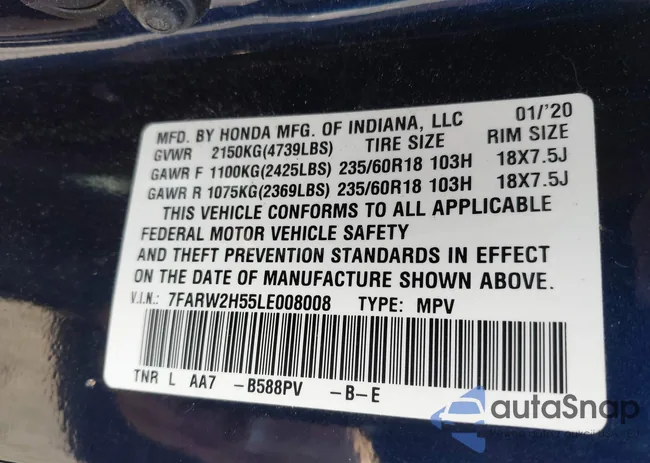 MFD. BY HONDA MFG. OF INDIANA, LLC 01/'20
GVWR 2150KG(4739LBS) TIRE SIZE RIM SIZE
GAWR F 1100KG(2425LBS) 235/60R18 103H 18X7.5J
GAWR R 1075KG(2369LBS) 235/60R18 103H 18X7.5J
THIS VEHICLE CONFORMS TO ALL APPLICABLE
FEDERAL MOTOR VEHICLE SAFETY
AND THEFT PREVENTION STANDARDS IN EFFECT
ON THE DATE OF MANUFACTURE SHOWN ABOVE.
V.I.N.: 7FARW2H55LE008008 TYPE: MPV
TNR L AA7 -B588PV -B-E
autaSnap